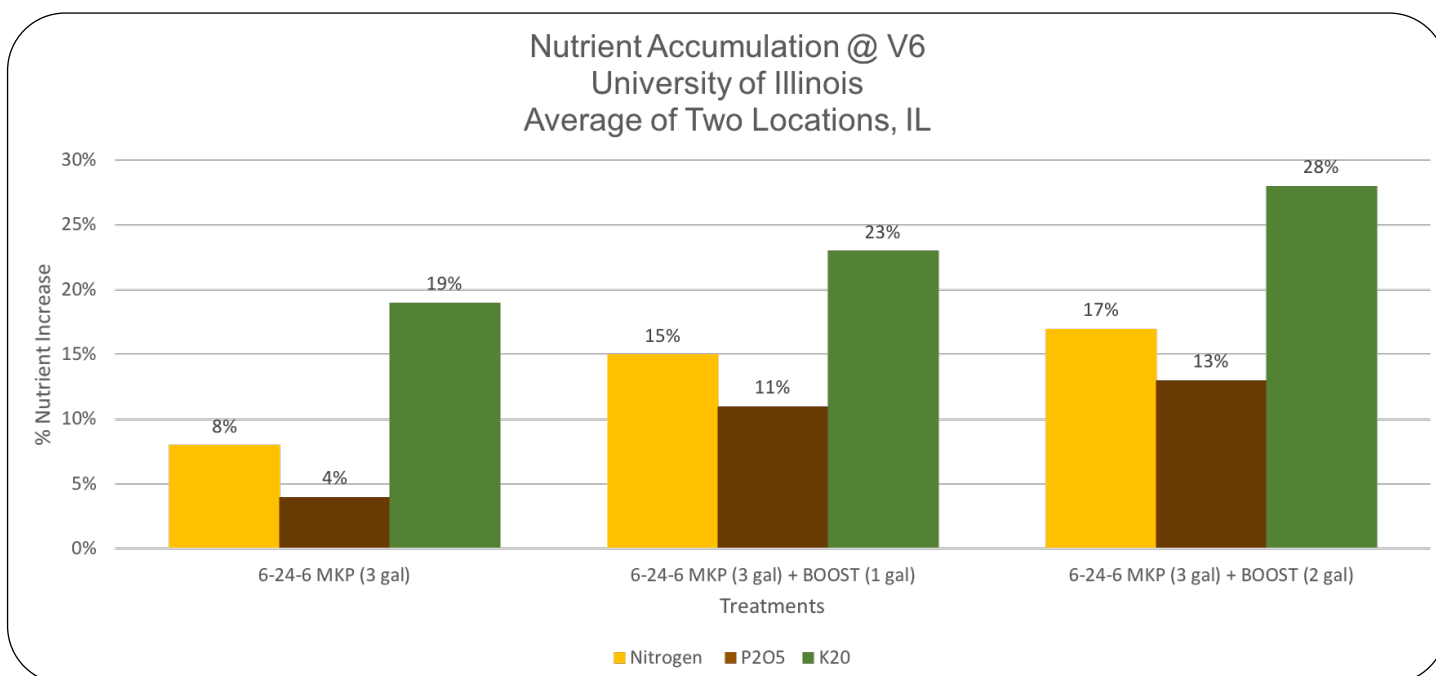 Nutrient Accumulation @ V6
University of Illinois
Average of Two Locations, IL
30%
25%
20%
15%
10%
5%
0%
% Nutrient Increase
8%
4%
19%
15%
11%
23%
17%
13%
28%
6-24-6 MKP (3 gal)
6-24-6 MKP (3 gal) + BOOST (1 gal)
6-24-6 MKP (3 gal) + BOOST (2 gal)
Treatments
Nitrogen P2O5 K20